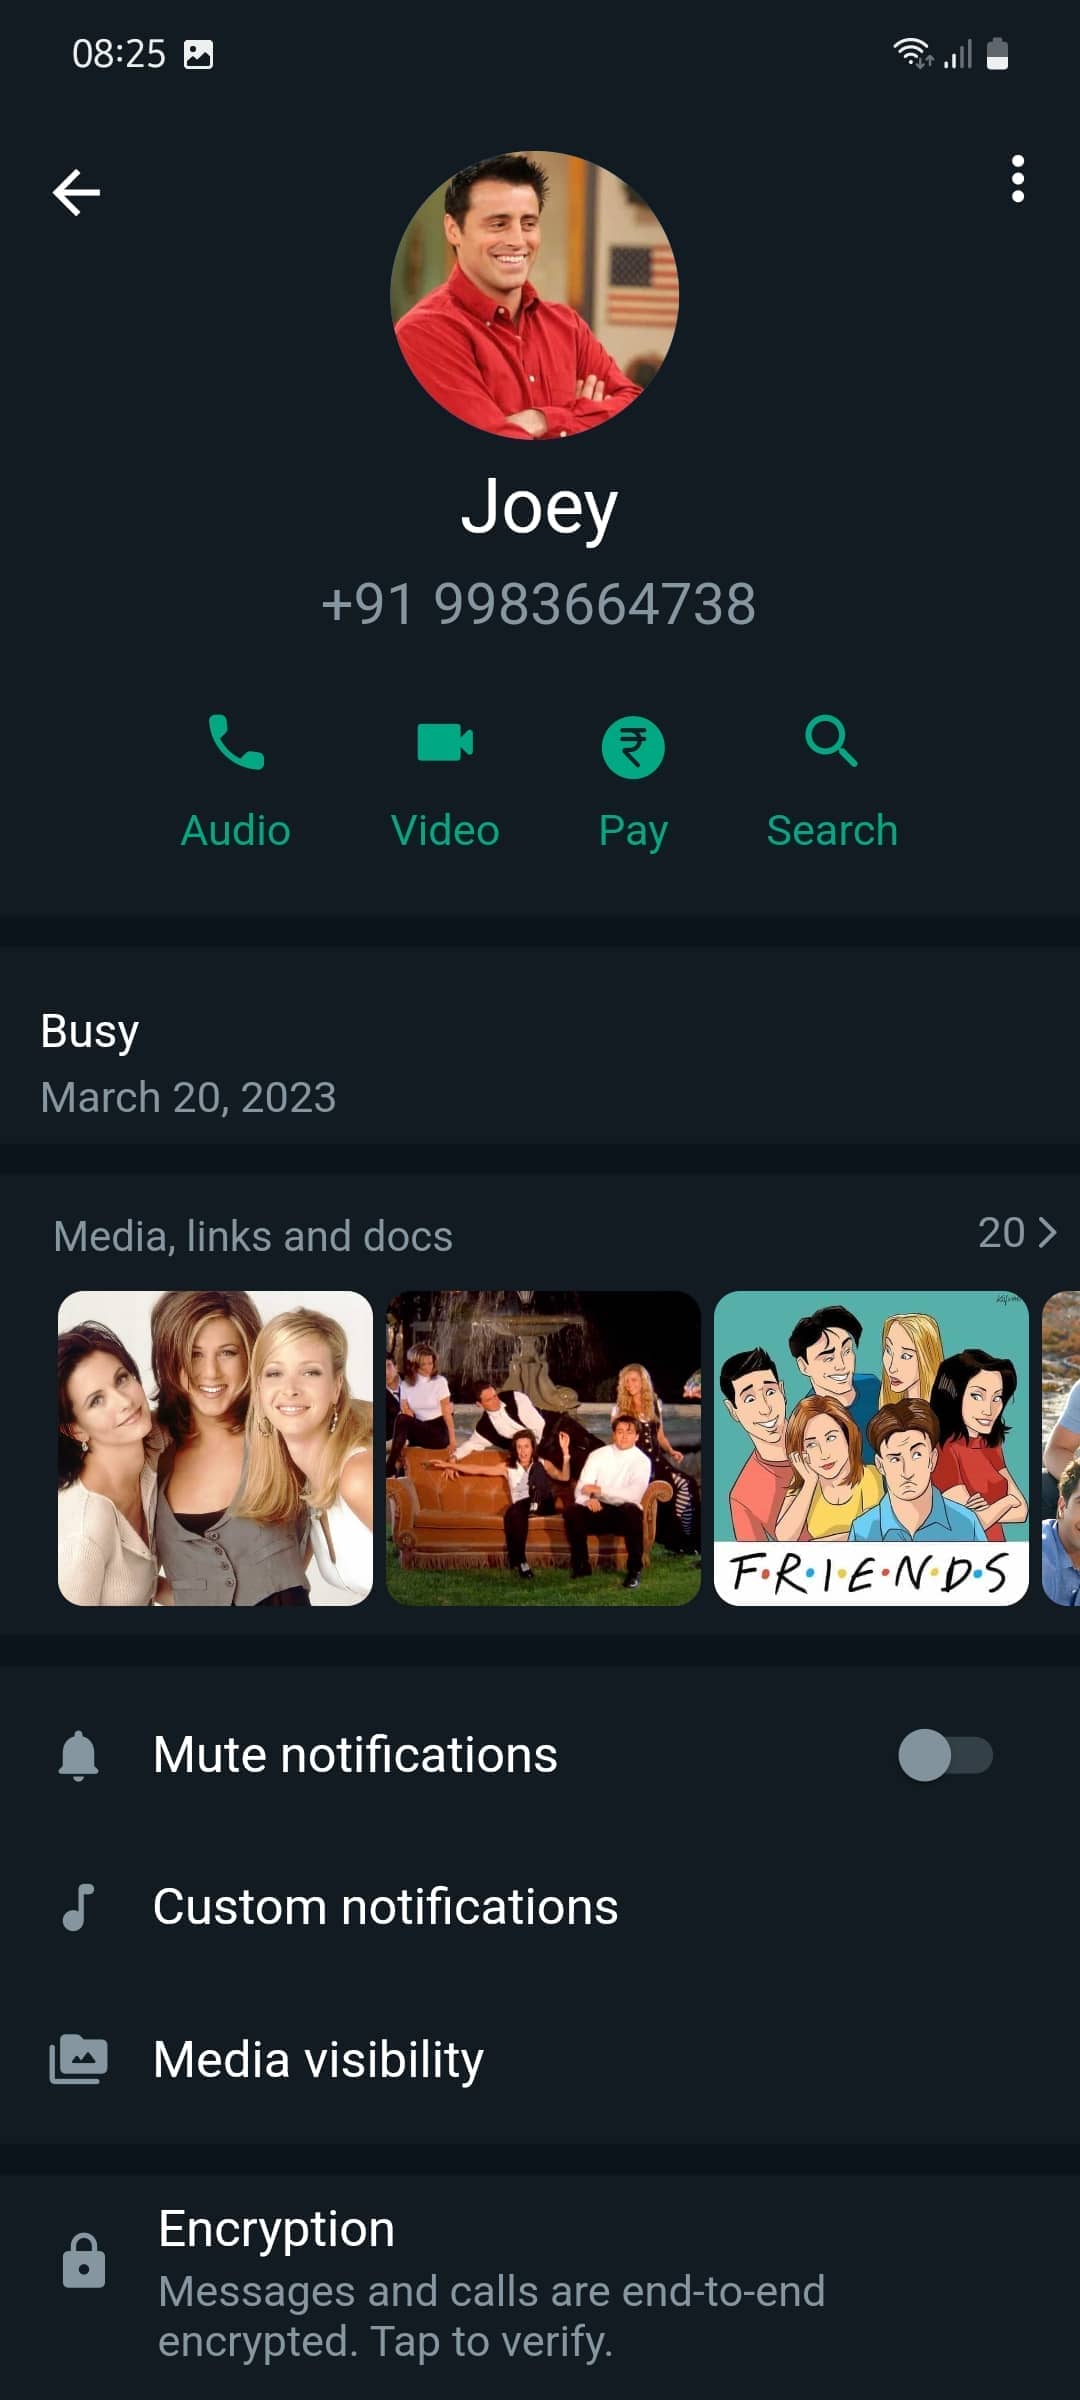 08:25
Joey
+91 9983664738
Audio Video Pay Search
Busy
March 20, 2023
Media, links and docs 20
F·R·I·E·N·D·S
Mute notifications
Custom notifications
Media visibility
Encryption
Messages and calls are end-to-end
encrypted. Tap to verify.